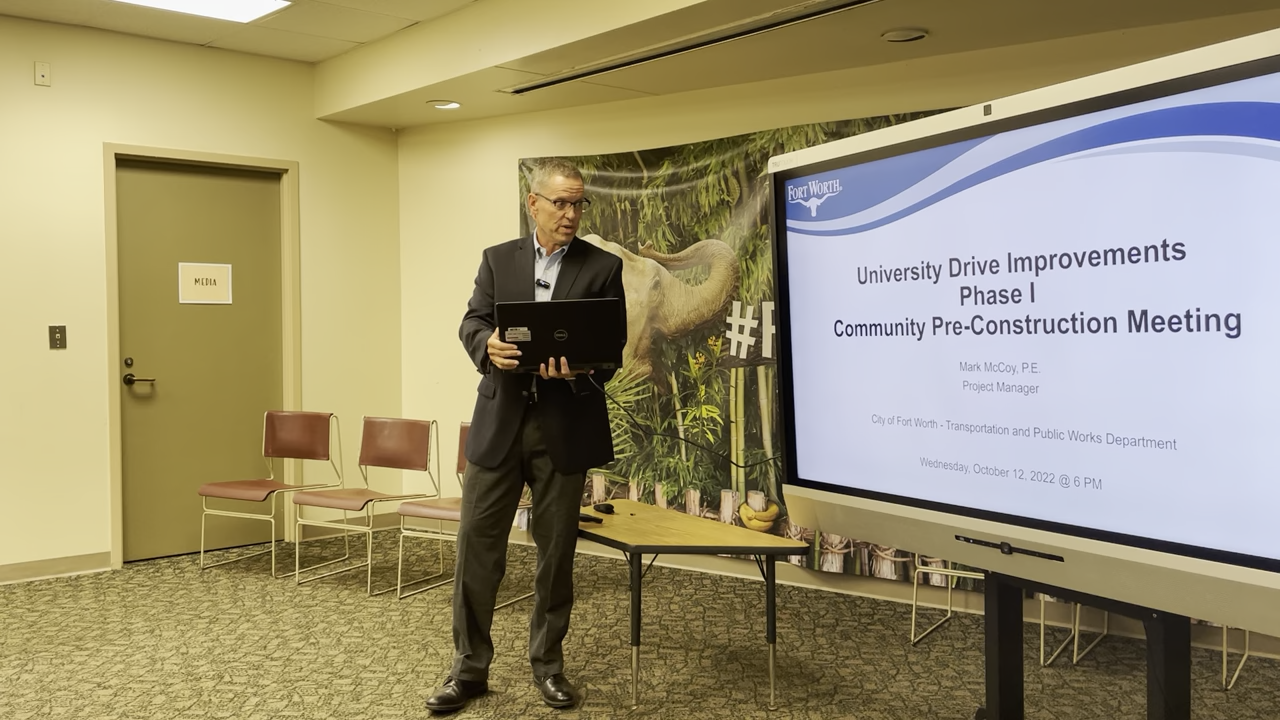 MEDIA
DELL
#F
FORT WORTH®
University Drive Improvements
Phase I
Community Pre-Construction Meeting
Mark McCoy, P.E.
Project Manager
City of Fort Worth - Transportation and Public Works Department
Wednesday, October 12, 2022 @ 6 PM